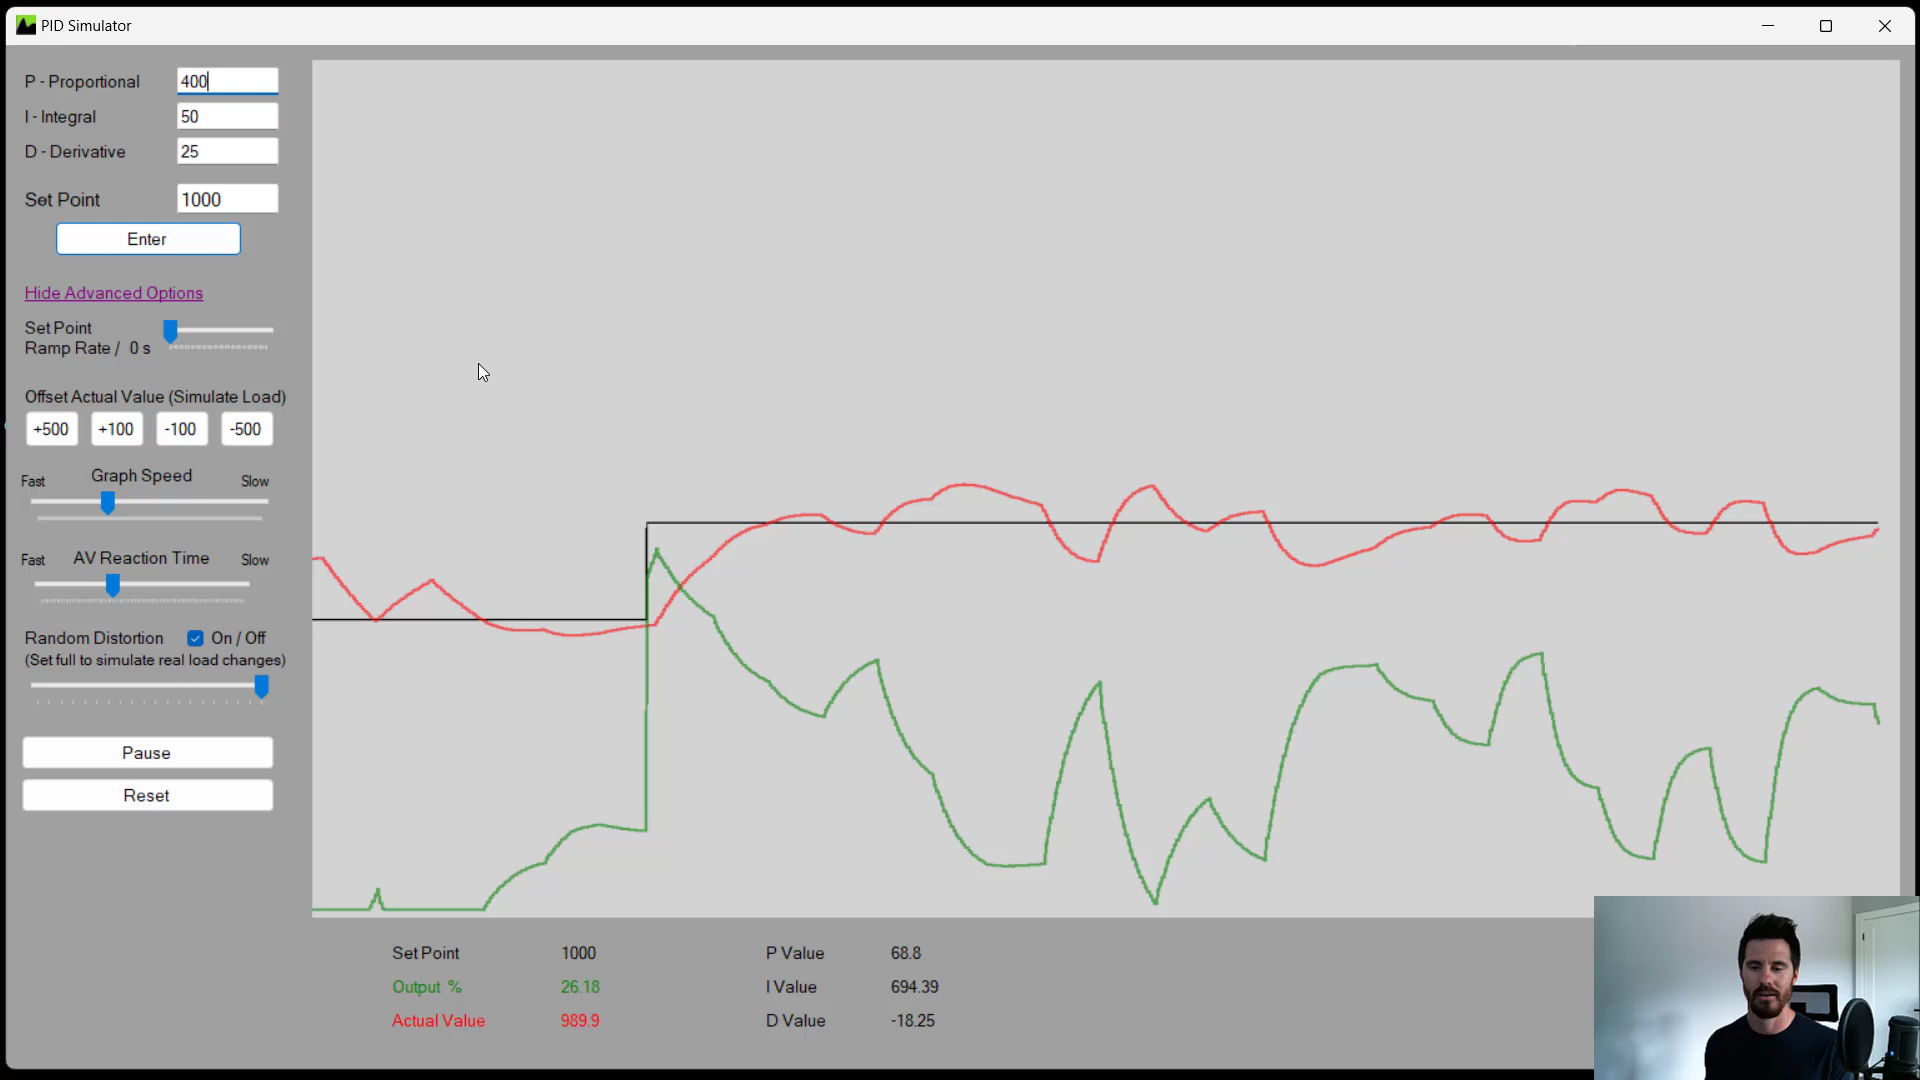 PID Simulator
P - Proportional 400
I - Integral 50
D - Derivative 25
Set Point 1000
Enter
Hide Advanced Options
Set Point
Ramp Rate / 0 s
Offset Actual Value (Simulate Load)
+500 +100 -100 -500
Graph Speed
Fast Slow
AV Reaction Time
Fast Slow
Random Distortion On / Off
(Set full to simulate real load changes)
Pause
Reset
Set Point 1000 P Value 68.8
Output % 26.18 I Value 694.39
Actual Value 989.9 D Value -18.25